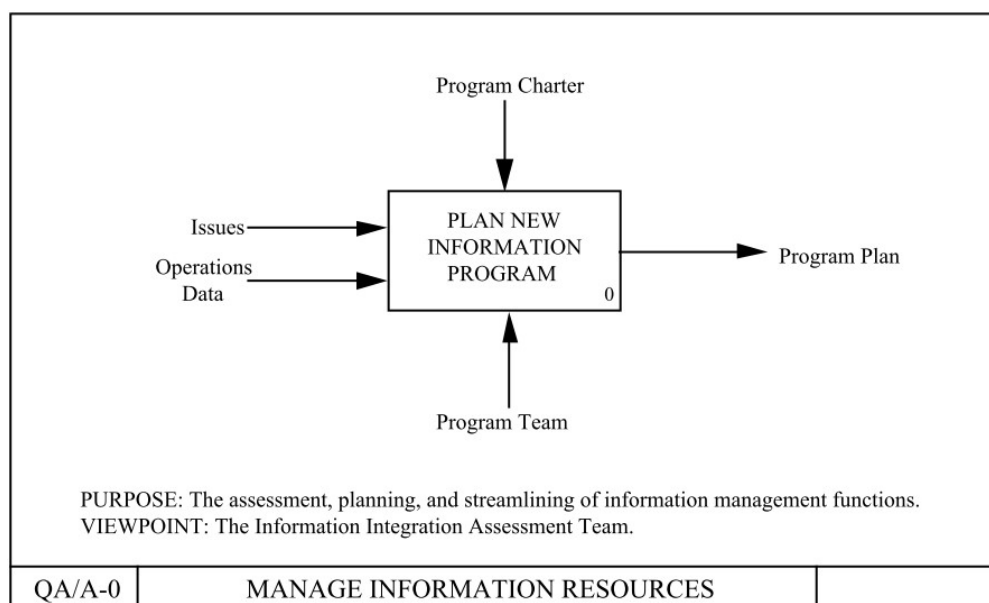 Program Charter
PLAN NEW
INFORMATION
PROGRAM
0
Issues
Operations
Data
Program Plan
Program Team
PURPOSE: The assessment, planning, and streamlining of information management functions.
VIEWPOINT: The Information Integration Assessment Team.
QA/A-0
MANAGE INFORMATION RESOURCES